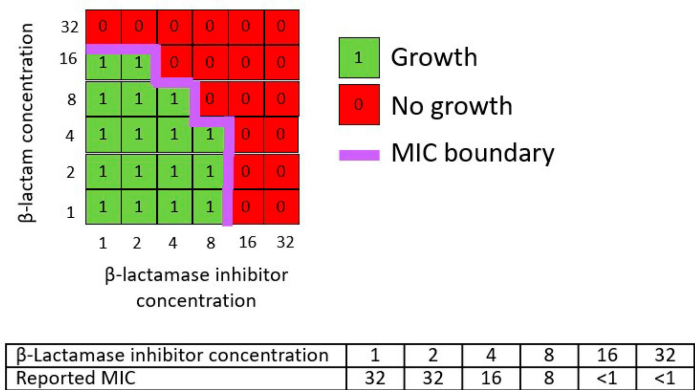 32 0 0 0 0 0 0
16 1 1 0 0 0 0
8 1 1 1 0 0 0
4 1 1 1 1 0 0
2 1 1 1 1 0 0
1 1 1 1 1 0 0
1 2 4 8 16 32
β-lactam concentration
β-lactamase inhibitor
concentration
1 Growth
0 No growth
MIC boundary
β-Lactamase inhibitor concentration 1 2 4 8 16 32
Reported MIC 32 32 16 8 <1 <1